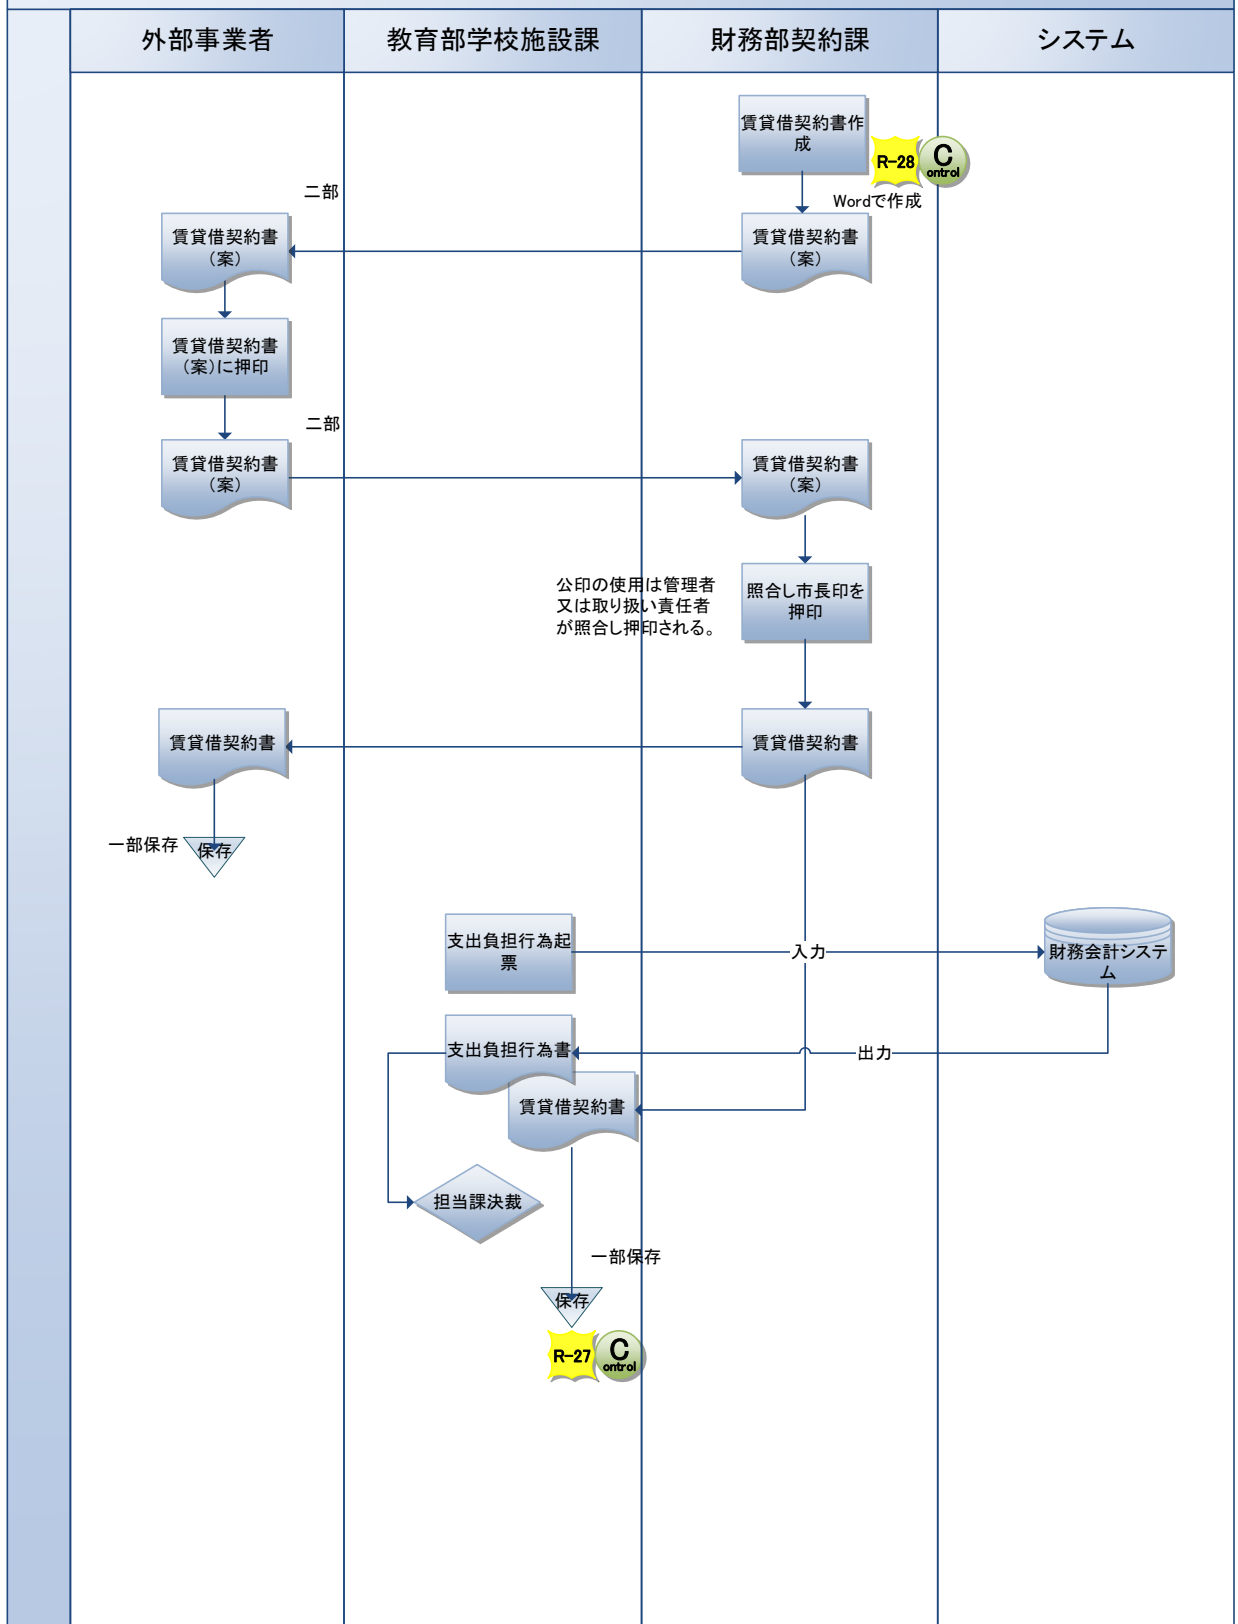 外部事業者
教育部学校施設課
財務部契約課
システム
賃貸借契約書作
成
R-28
C
ontrol
Wordで作成
二部
賃貸借契約書
（案）
賃貸借契約書
（案）
賃貸借契約書
（案）に押印
二部
賃貸借契約書
（案）
賃貸借契約書
（案）
公印の使用は管理者
又は取り扱い責任者
が照合し押印される。
照合し市長印を
押印
賃貸借契約書
賃貸借契約書
一部保存
保存
支出負担行為起
票
入力
財務会計システ
ム
支出負担行為書
出力
賃貸借契約書
担当課決裁
一部保存
保存
R-27
C
ontrol